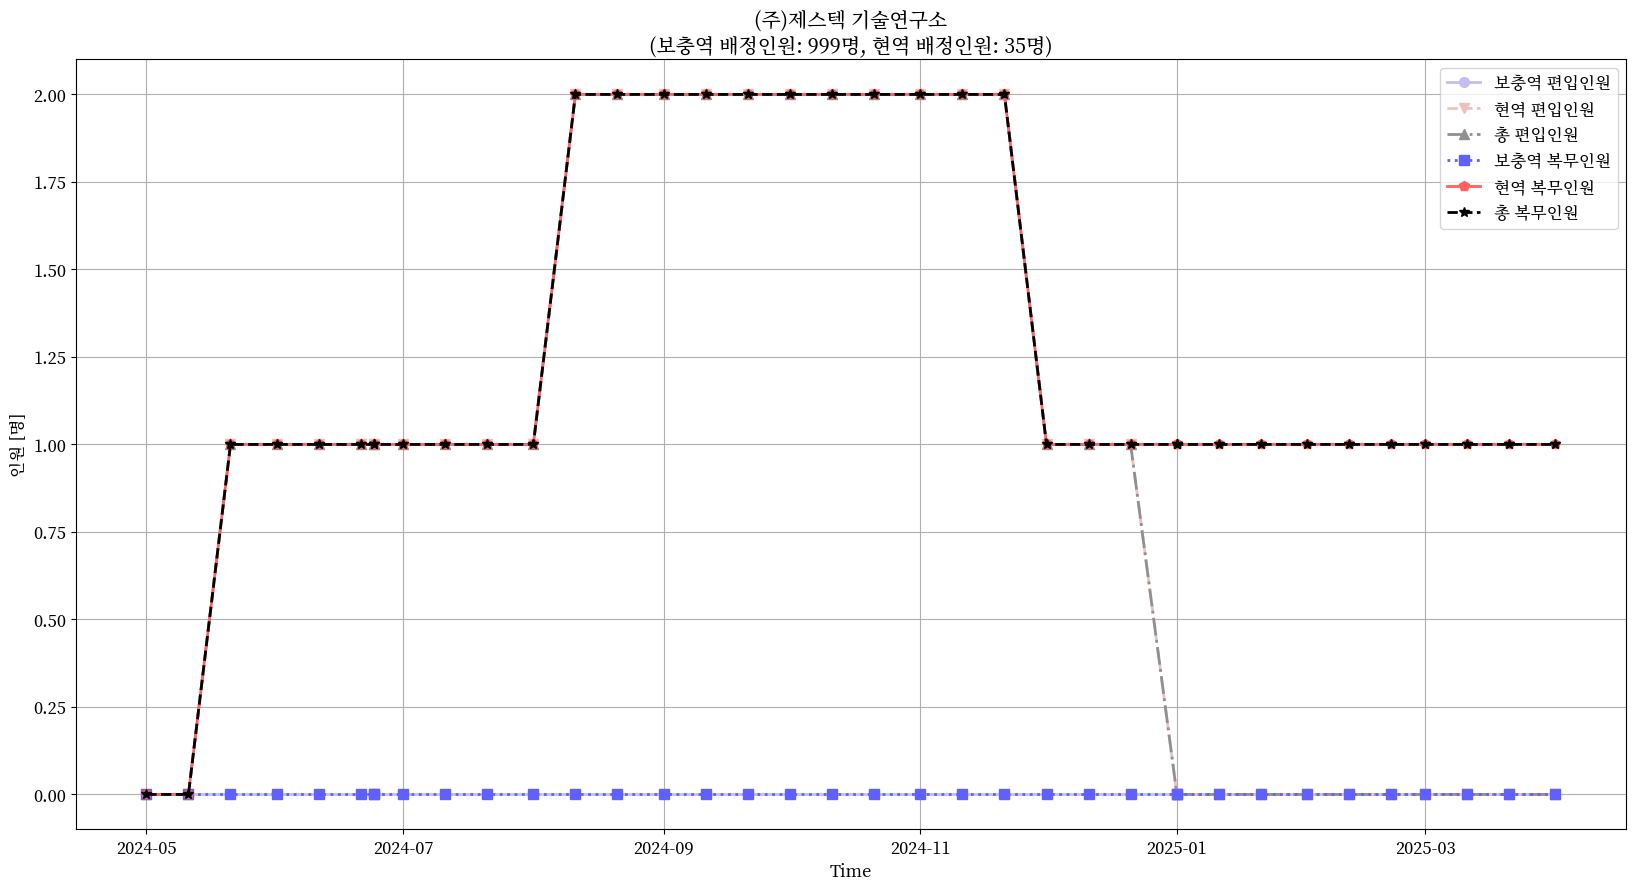 (주)제스텍 기술연구소
(보충역 배정인원: 999명, 현역 배정인원: 35명)
보충역 편입인원
현역 편입인원
총 편입인원
보충역 복무인원
현역 복무인원
총 복무인원
인원 [명]
2.00
1.75
1.50
1.25
1.00
0.75
0.50
0.25
0.00
2024-05 2024-07 2024-09 2024-11 2025-01 2025-03
Time